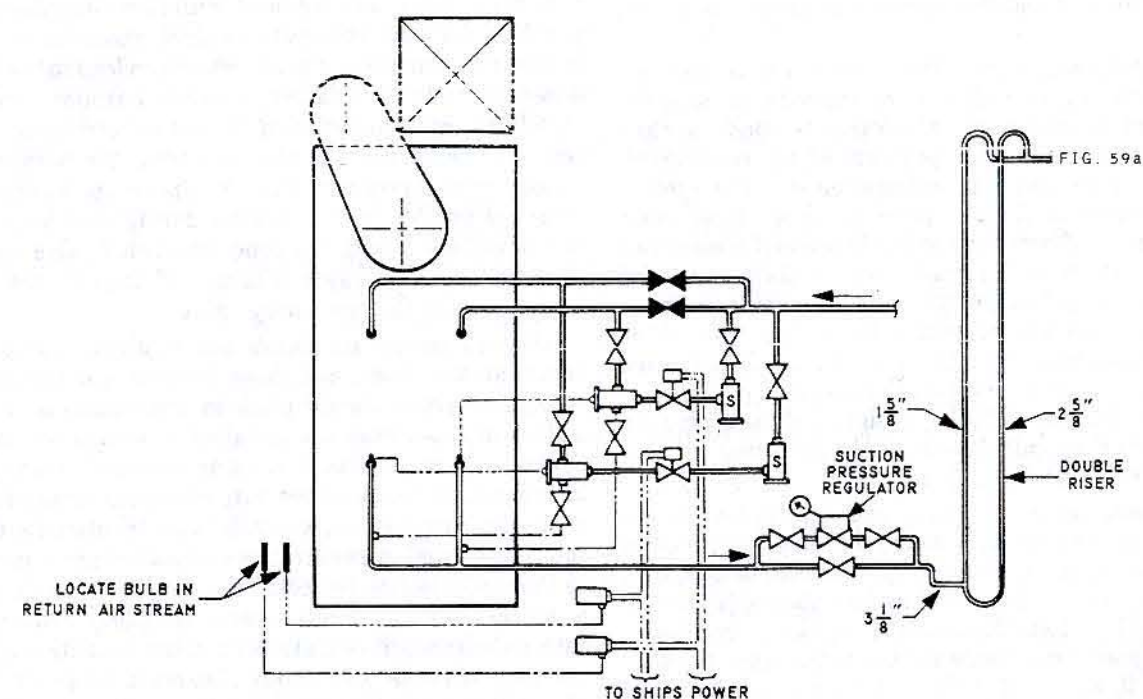 FIG. 59a
1 5/8"
2 5/8"
SUCTION
PRESSURE
REGULATOR
DOUBLE
RISER
S
S
LOCATE BULB IN
RETURN AIR STREAM
3 1/8"
TO SHIPS POWER